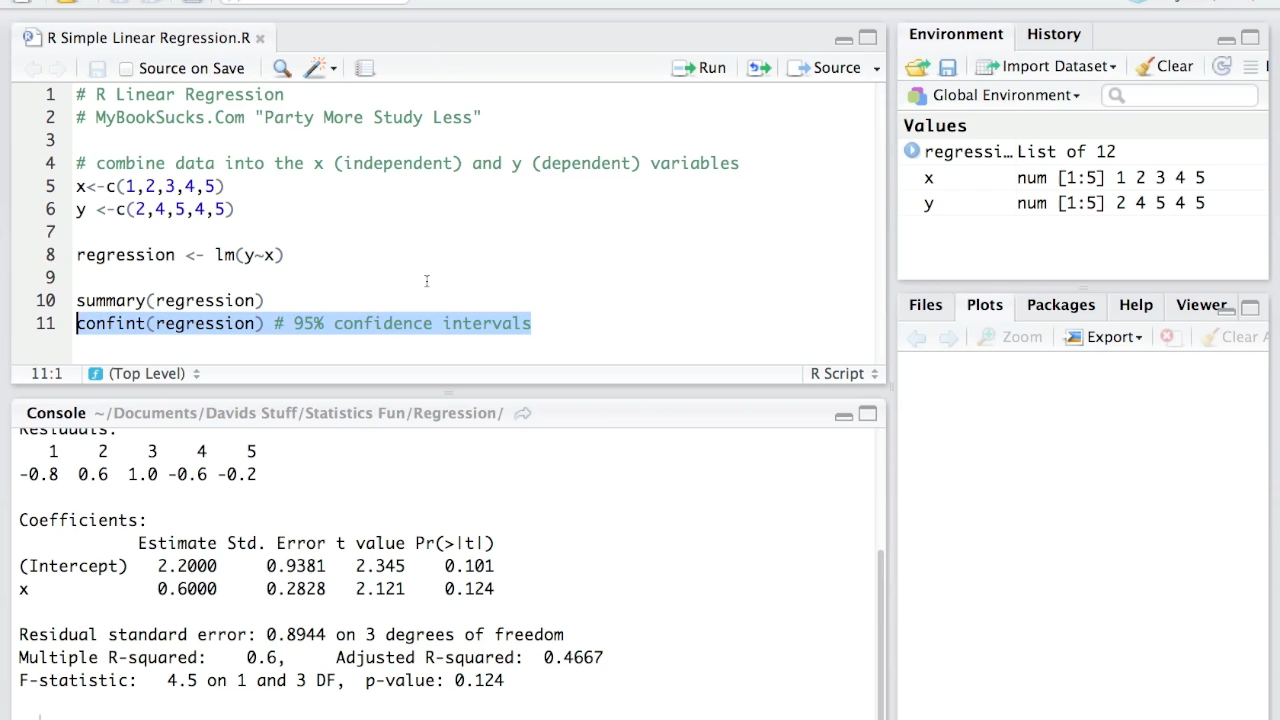 R Simple Linear Regression.R
Source on Save
Run
Source
1 # R Linear Regression
2 # MyBookSucks.Com "Party More Study Less"
3
4 # combine data into the x (independent) and y (dependent) variables
5 x<-c(1,2,3,4,5)
6 y <-c(2,4,5,4,5)
7
8 regression <- lm(y~x)
9
10 summary(regression)
11 confint(regression) # 95% confidence intervals
11:1 (Top Level) R Script
Console ~/Documents/Davids Stuff/Statistics Fun/Regression/
Residuals:
1 2 3 4 5
-0.8 0.6 1.0 -0.6 -0.2
Coefficients:
Estimate Std. Error t value Pr(>|t|)
(Intercept) 2.2000 0.9381 2.345 0.101
x 0.6000 0.2828 2.121 0.124
Residual standard error: 0.8944 on 3 degrees of freedom
Multiple R-squared: 0.6, Adjusted R-squared: 0.4667
F-statistic: 4.5 on 1 and 3 DF, p-value: 0.124
Environment History
Import Dataset Clear
Global Environment
Values
regressi… List of 12
x num [1:5] 1 2 3 4 5
y num [1:5] 2 4 5 4 5
Files Plots Packages Help Viewer
Zoom Export Clear